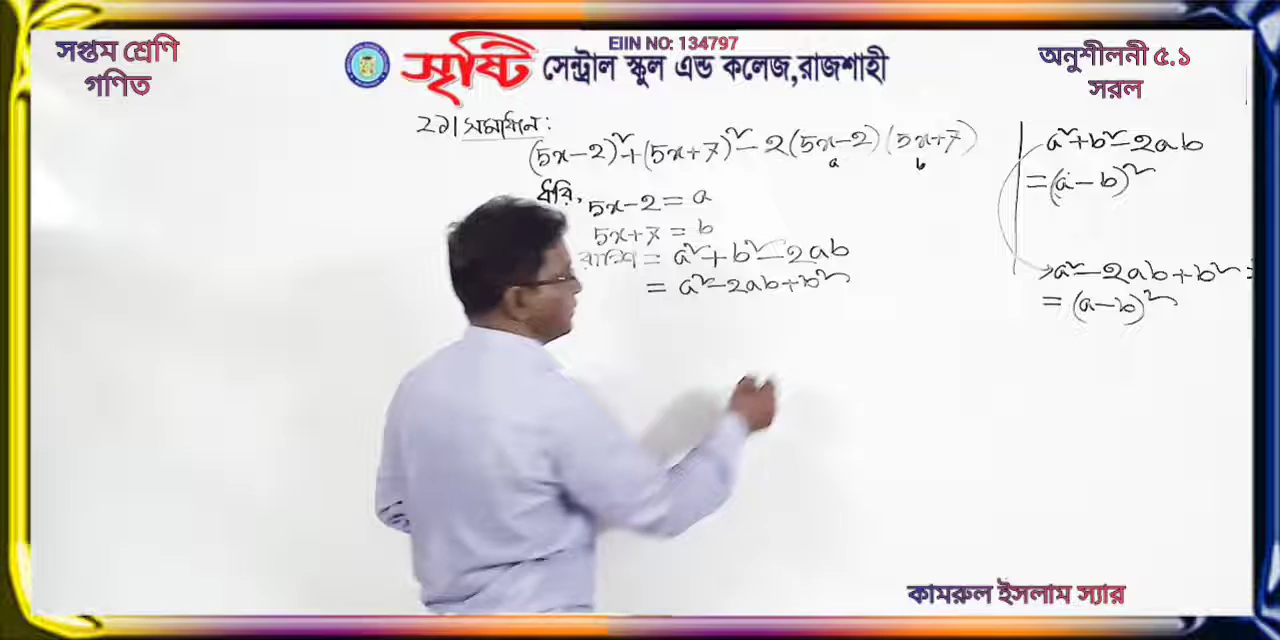 সপ্তম শ্রেণি
গণিত
EIIN NO: 134797
সৃষ্টি সেন্ট্রাল স্কুল এন্ড কলেজ,রাজশাহী
অনুশীলনী ৫.১
সরল
২১। সমাধান:
(5x-2)²+(5x+7)²-2(5x-2)(5x+7)
a b
ধরি, 5x-2=a
5x+7=b
রাশি = a²+b²-2ab
= a²-2ab+b²
a²+b²-2ab
=(a-b)²
a²-2ab+b²
=(a-b)²
কামরুল ইসলাম স্যার